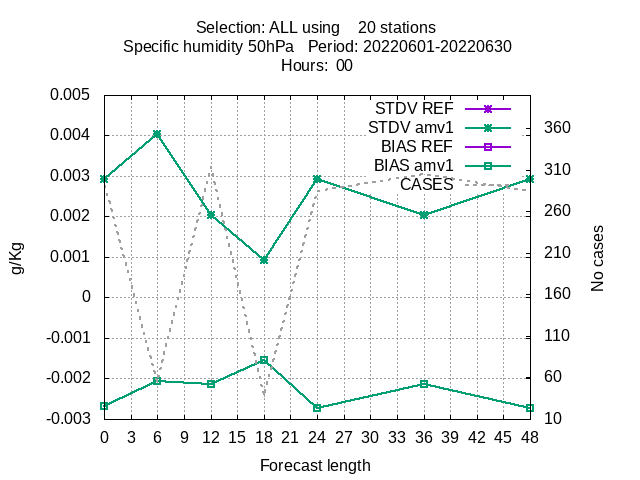 Selection: ALL using    20 stations
Specific humidity 50hPa   Period: 20220601-20220630
Hours:  00
0.005
0.004
0.003
0.002
0.001
0
-0.001
-0.002
-0.003
g/Kg
STDV REF
STDV amv1
BIAS REF
BIAS amv1
CASES
360
310
260
210
160
110
60
10
No cases
0 3 6 9 12 15 18 21 24 27 30 33 36 39 42 45 48
Forecast length